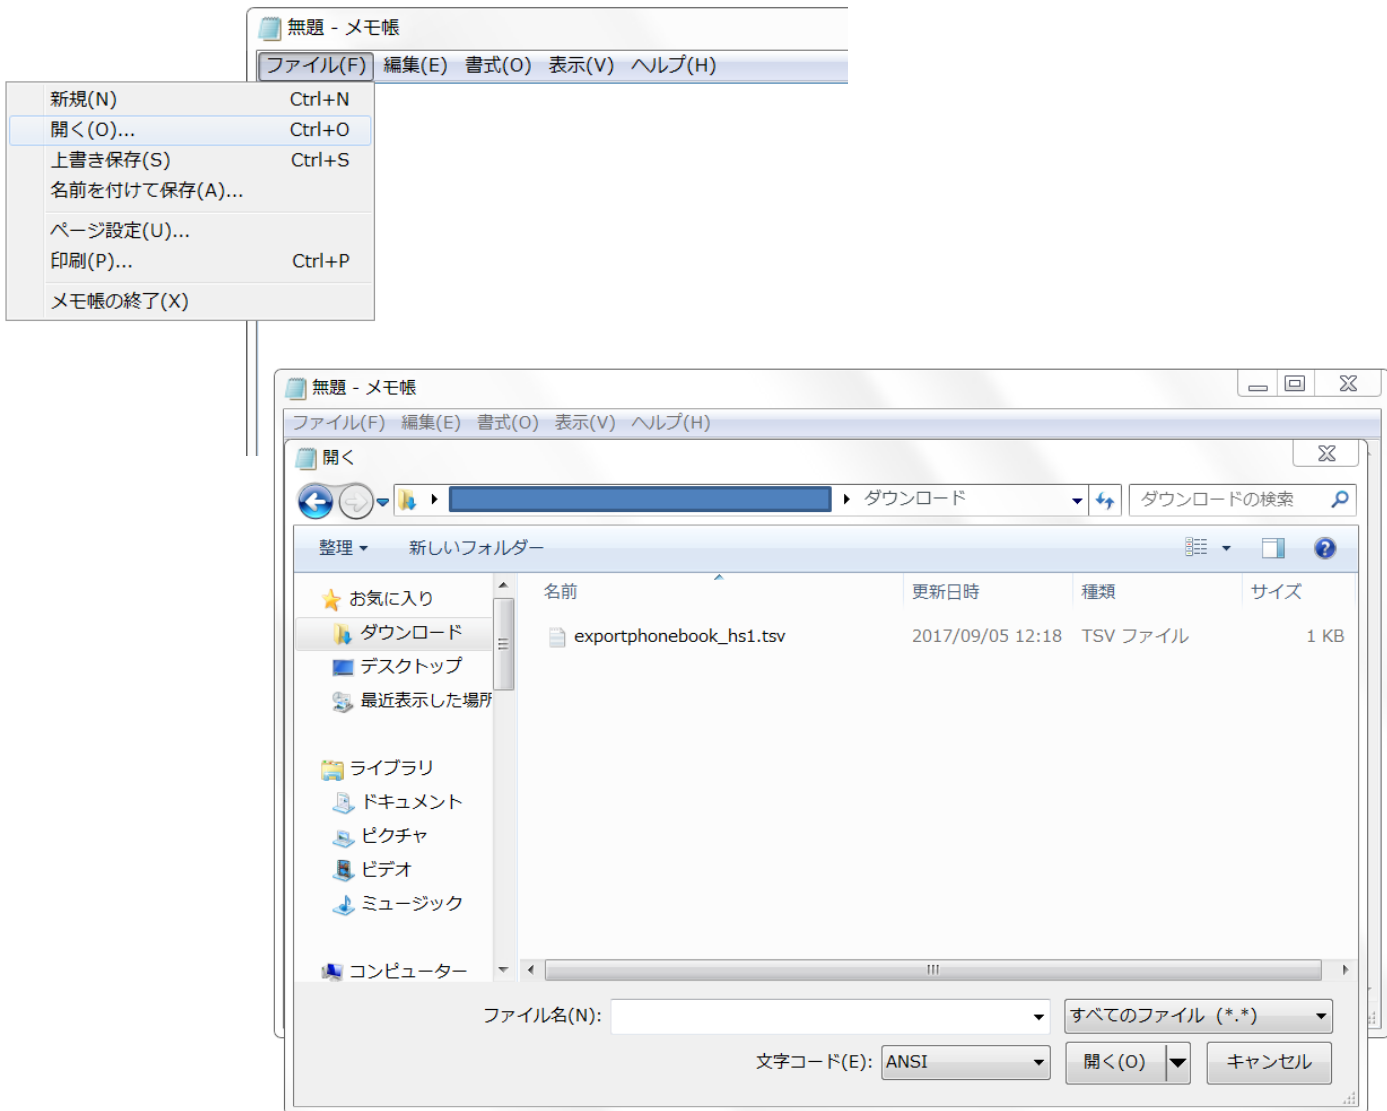 無題 - メモ帳
ファイル(F) 編集(E) 書式(O) 表示(V) ヘルプ(H)
新規(N) Ctrl+N
開く(O)... Ctrl+O
上書き保存(S) Ctrl+S
名前を付けて保存(A)...
ページ設定(U)...
印刷(P)... Ctrl+P
メモ帳の終了(X)
無題 - メモ帳
ファイル(F) 編集(E) 書式(O) 表示(V) ヘルプ(H)
開く
ダウンロード ダウンロードの検索
整理 新しいフォルダー
お気に入り 名前 更新日時 種類 サイズ
ダウンロード exportphonebook_hs1.tsv 2017/09/05 12:18 TSV ファイル 1 KB
デスクトップ
最近表示した場所
ライブラリ
ドキュメント
ピクチャ
ビデオ
ミュージック
コンピューター
ファイル名(N): すべてのファイル (*.*)
文字コード(E): ANSI 開く(O) キャンセル